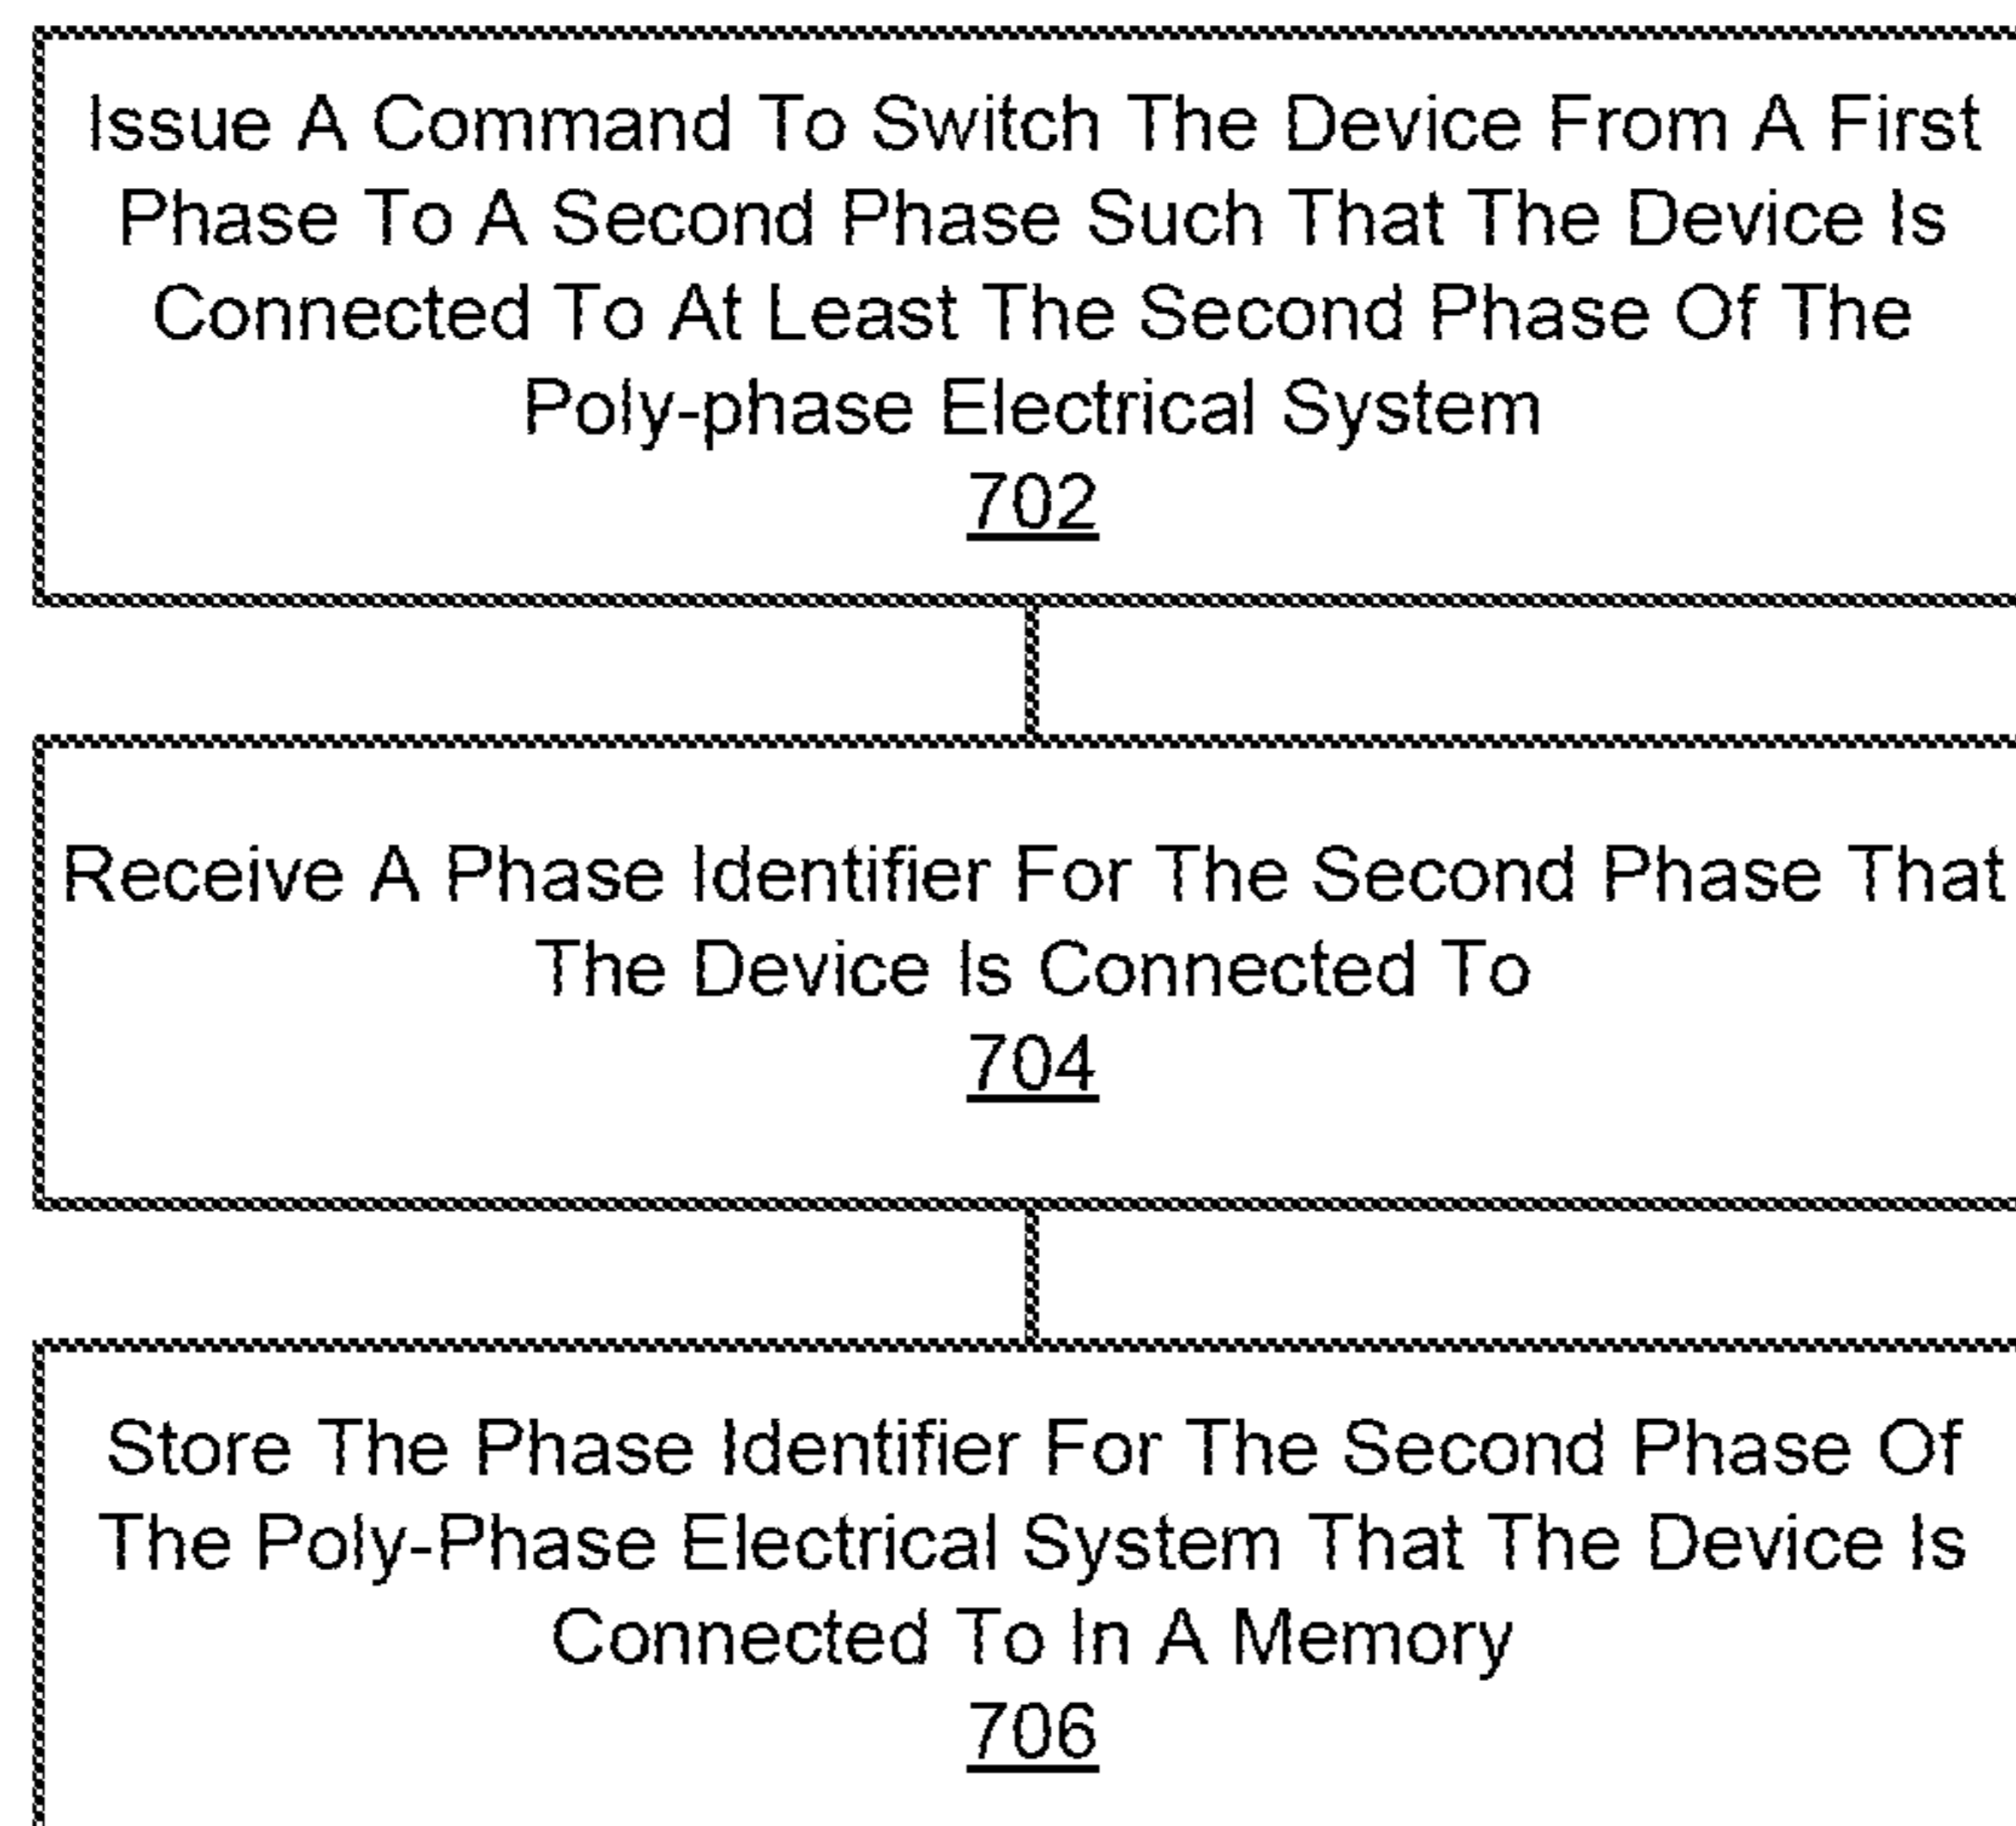 Issue A Command To Switch The Device From A First
Phase To A Second Phase Such That The Device Is
Connected To At Least The Second Phase Of The
Poly-phase Electrical System
702
Receive A Phase Identifier For The Second Phase That
The Device Is Connected To
704
Store The Phase Identifier For The Second Phase Of
The Poly-Phase Electrical System That The Device Is
Connected To In A Memory
706